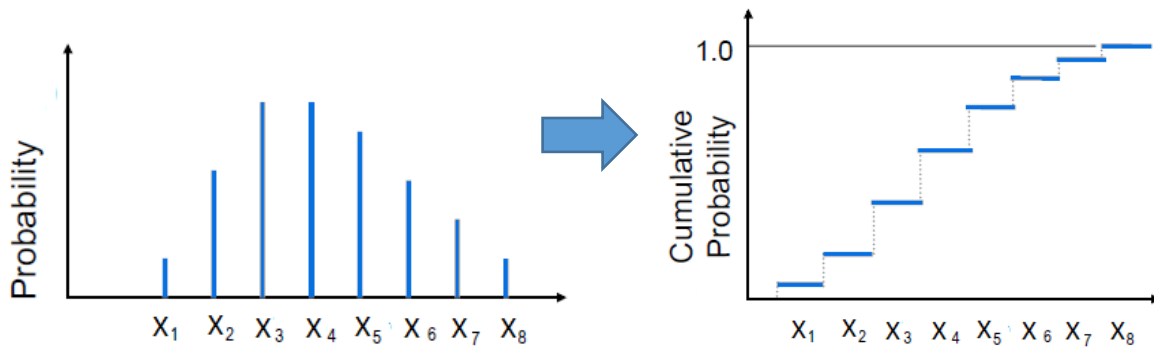 Probability
X1 X2 X3 X4 X5 X6 X7 X8
1.0
Cumulative
Probability
X1 X2 X3 X4 X5 X6 X7 X8